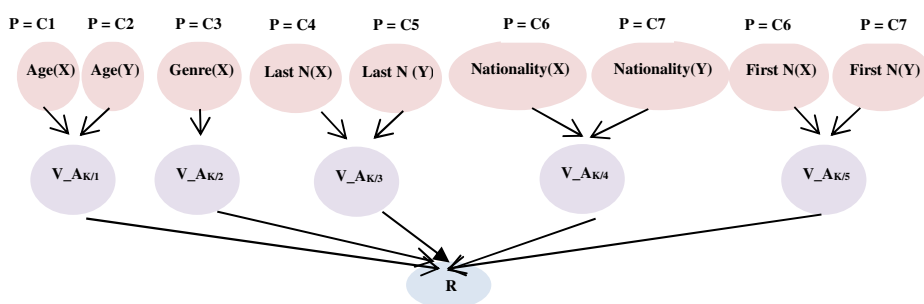 P = C1 P = C2 P = C3 P = C4 P = C5 P = C6 P = C7 P = C6 P = C7
Age(X) Age(Y) Genre(X) Last N(X) Last N (Y) Nationality(X) Nationality(Y) First N(X) First N(Y)
V_AK/1 V_AK/2 V_AK/3 V_AK/4 V_AK/5
R